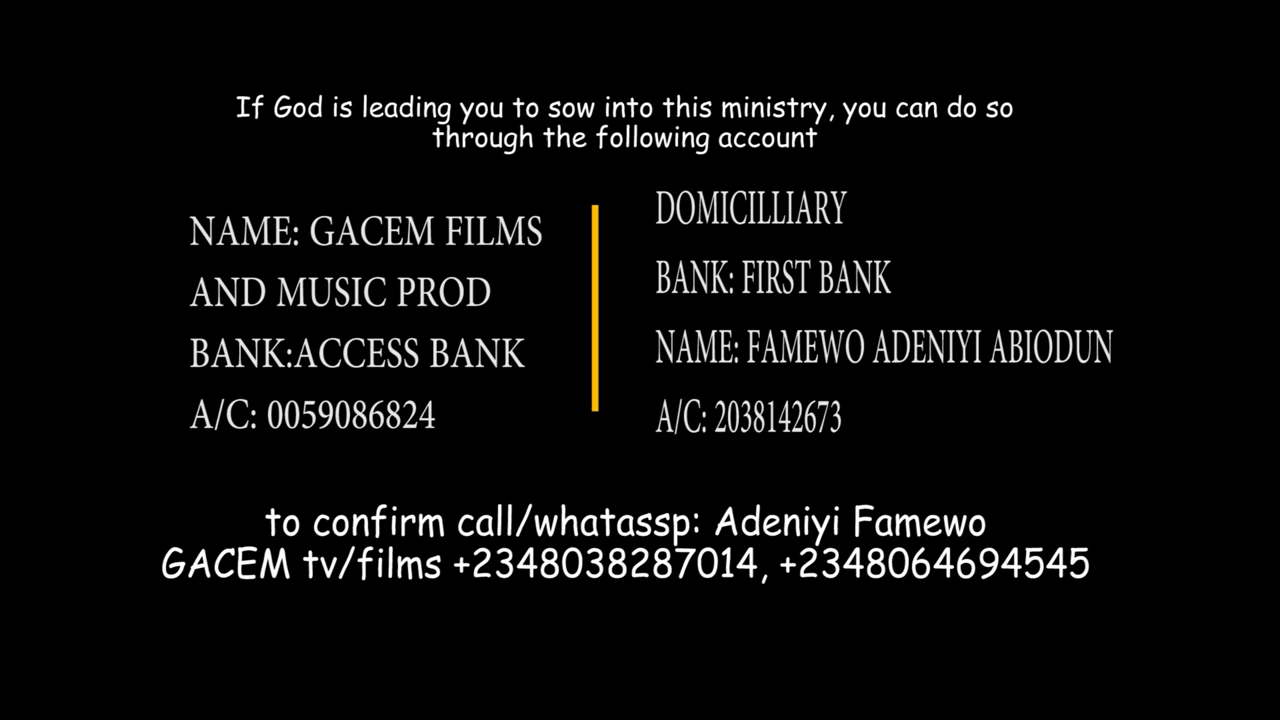 If God is leading you to sow into this ministry, you can do so
through the following account
NAME: GACEM FILMS
AND MUSIC PROD
BANK:ACCESS BANK
A/C: 0059086824
DOMICILLIARY
BANK: FIRST BANK
NAME: FAMEWO ADENIYI ABIODUN
A/C: 2038142673
to confirm call/whatassp: Adeniyi Famewo
GACEM tv/films +2348038287014, +2348064694545